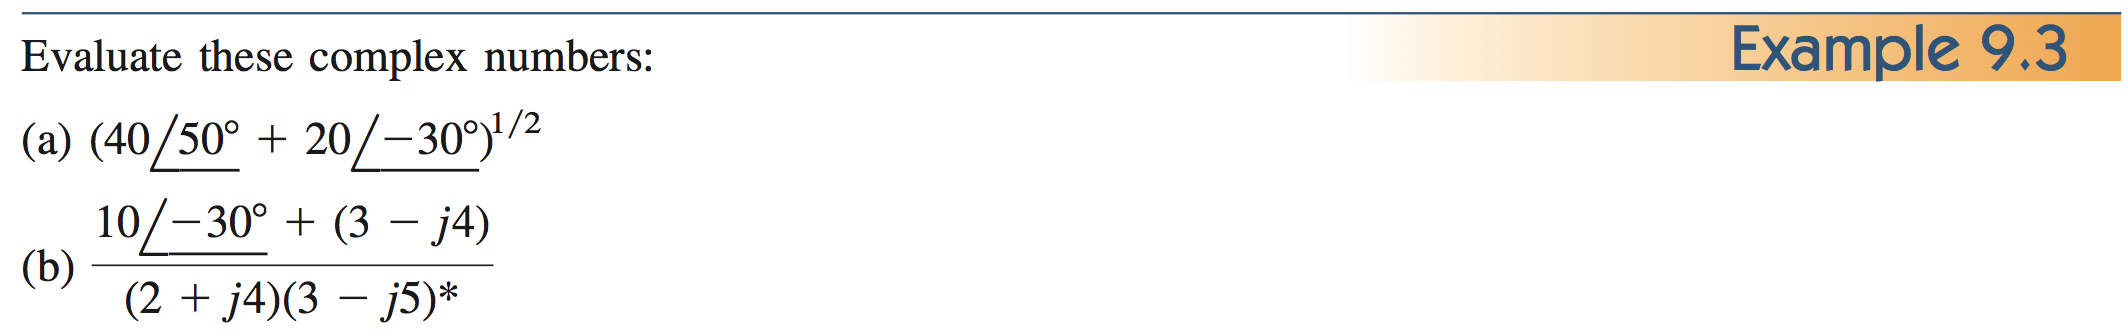 Example 9.3
Evaluate these complex numbers:
(a) (40/50° + 20/−30°)^1/2
(b) 10/−30° + (3 − j4)
(2 + j4)(3 − j5)*